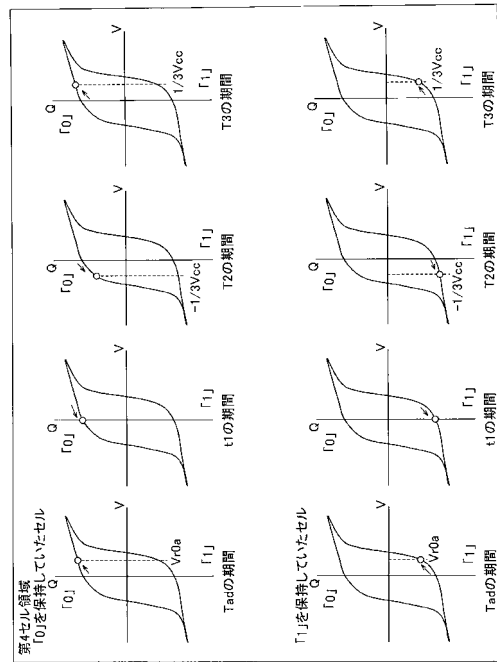 第4セル領域
「0」を保持していたセル
Q
「0」
Vr0a
「1」
Tadの期間
Q
「0」
V
「1」
t1の期間
Q
「0」
V
-1/3Vcc
「1」
T2の期間
Q
「0」
V
1/3Vcc
「1」
T3の期間
「1」を保持していたセル
Q
「0」
Vr0a
「1」
Tadの期間
Q
「0」
V
「1」
t1の期間
Q
「0」
V
-1/3Vcc
「1」
T2の期間
Q
「0」
V
1/3Vcc
「1」
T3の期間